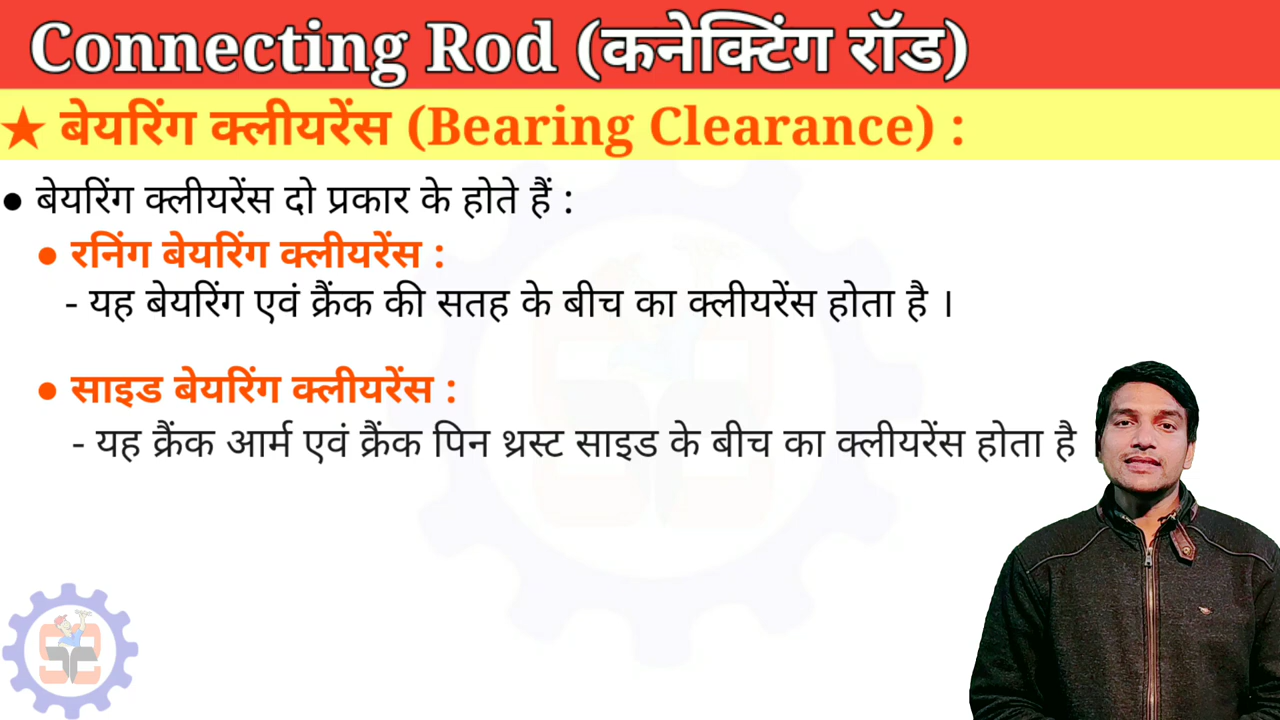 Connecting Rod (कनेक्टिंग रॉड)
★ बेयरिंग क्लीयरेंस (Bearing Clearance) :
● बेयरिंग क्लीयरेंस दो प्रकार के होते हैं :
● रनिंग बेयरिंग क्लीयरेंस :
- यह बेयरिंग एवं क्रैंक की सतह के बीच का क्लीयरेंस होता है ।
● साइड बेयरिंग क्लीयरेंस :
- यह क्रैंक आर्म एवं क्रैंक पिन थ्रस्ट साइड के बीच का क्लीयरेंस होता है